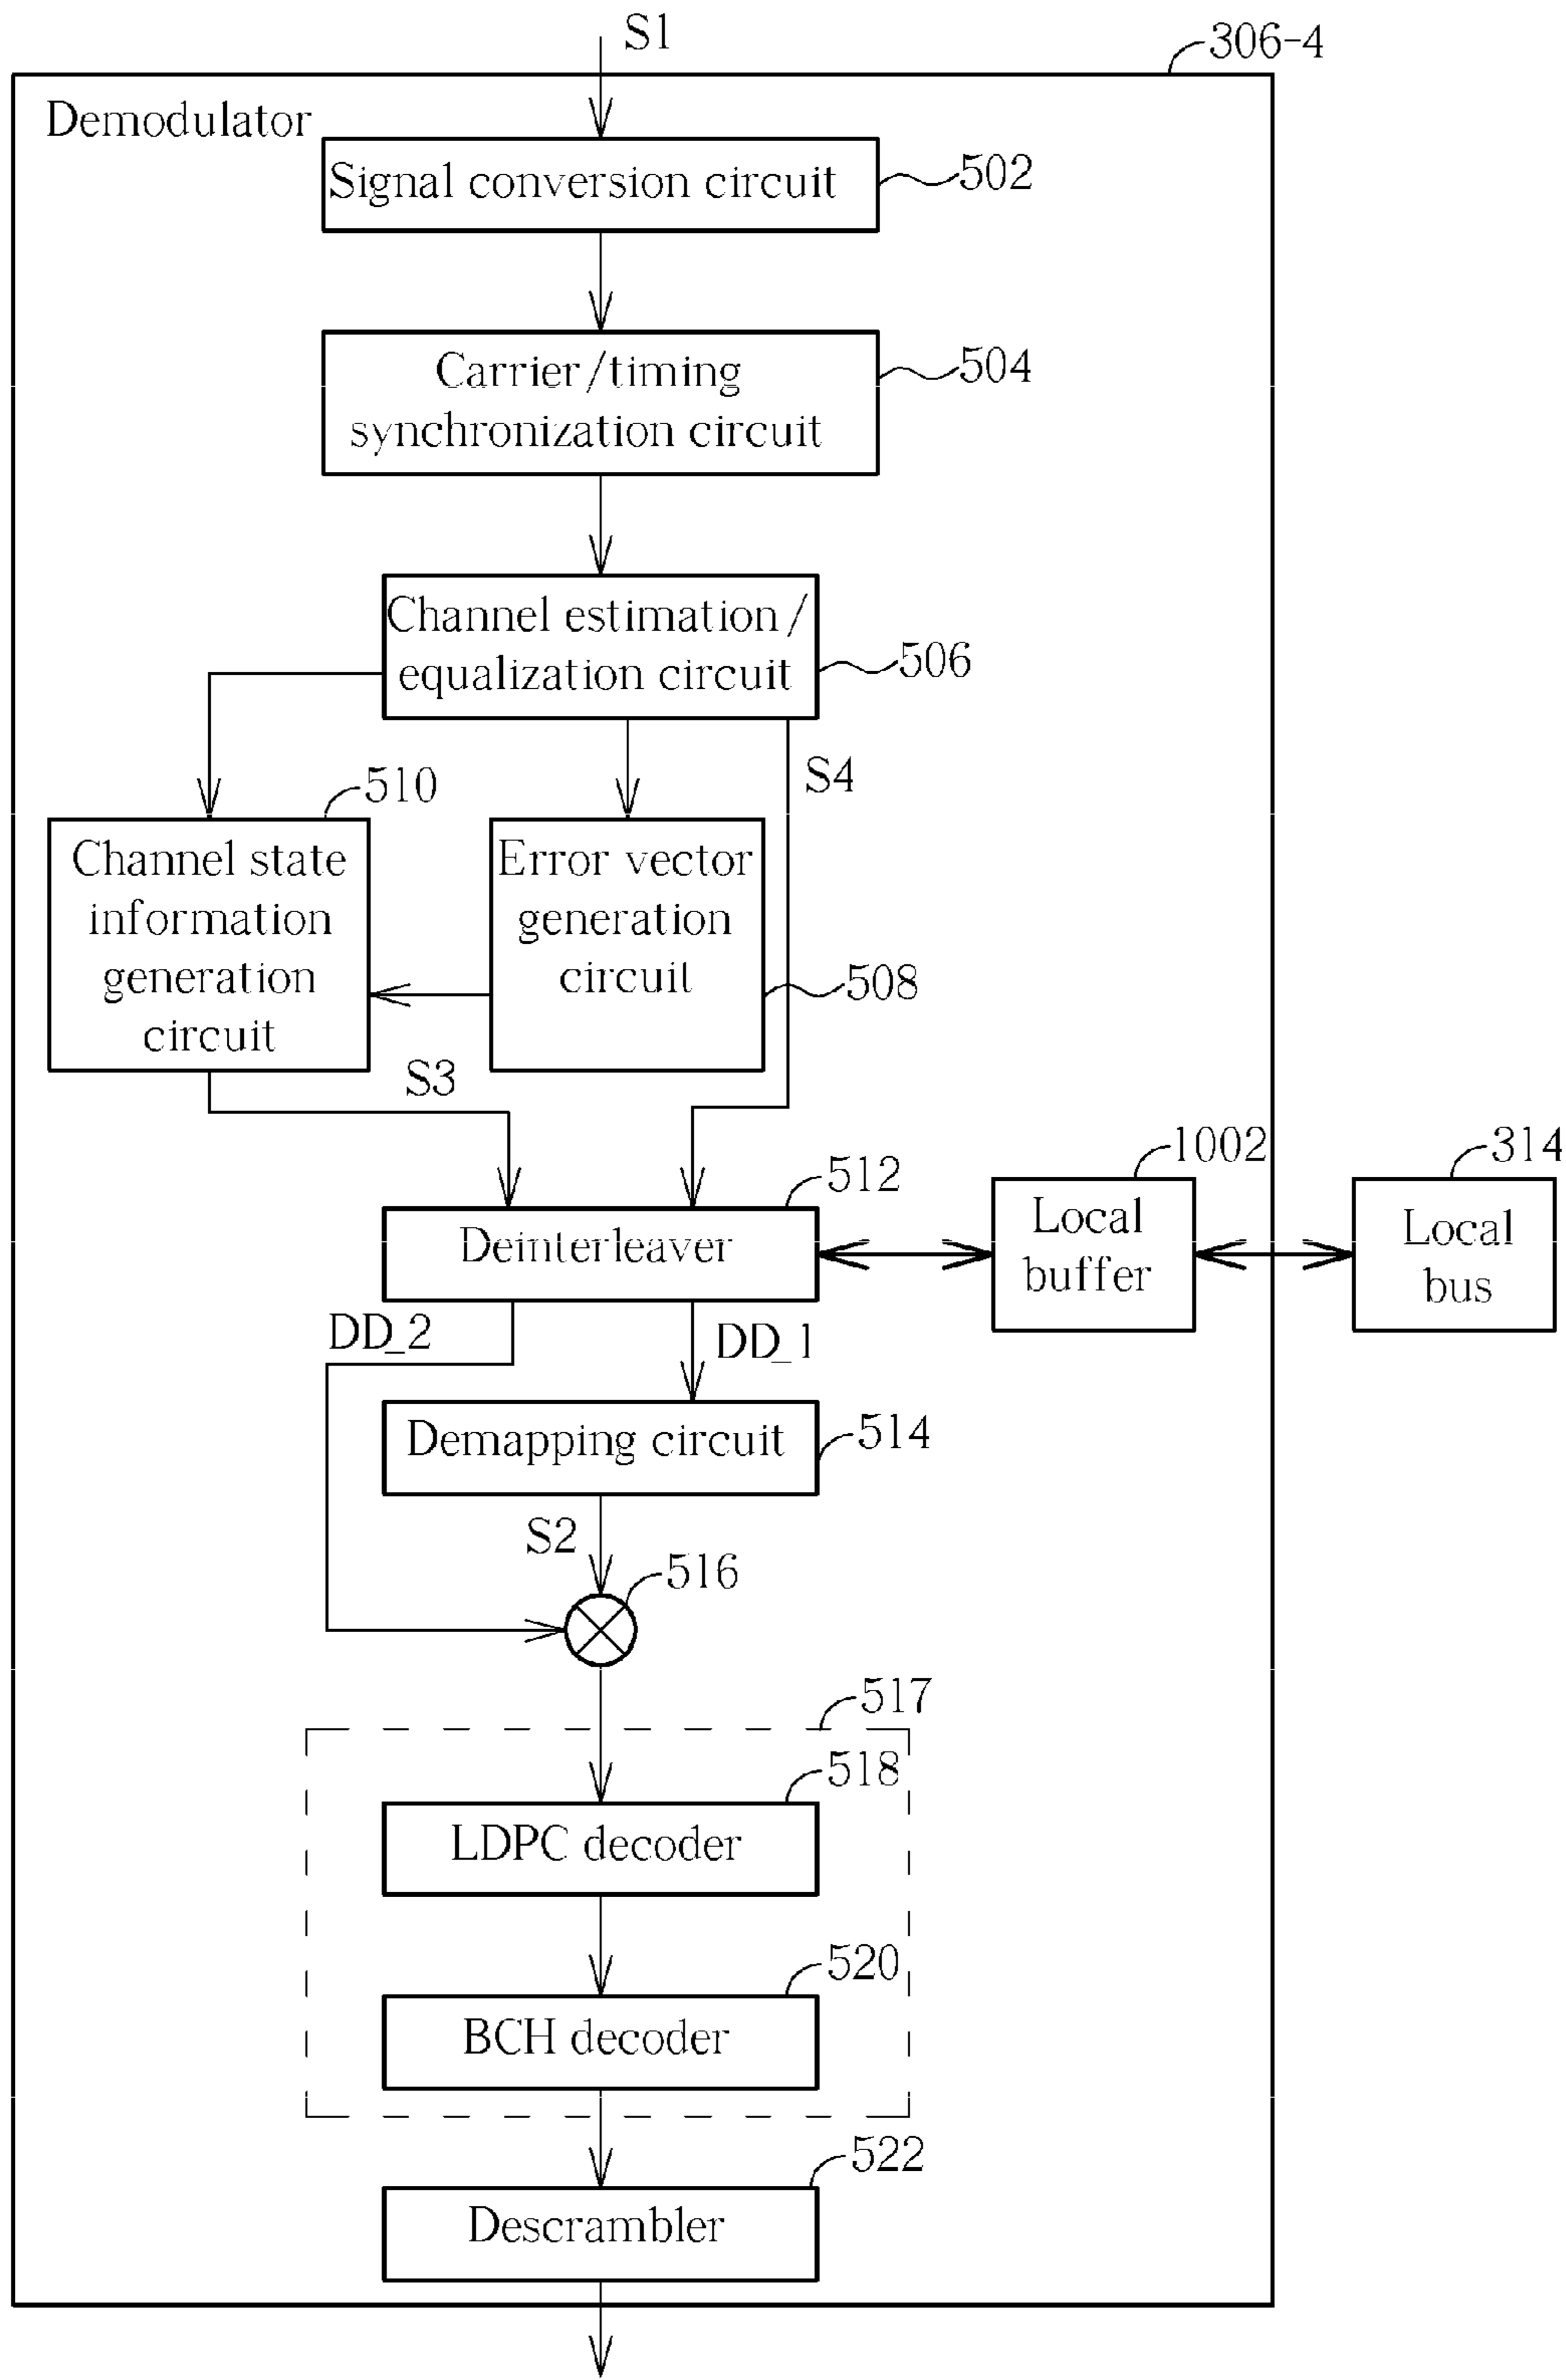 S1
306-4
Demodulator
Signal conversion circuit
502
Carrier/timing
synchronization circuit
504
Channel estimation/
equalization circuit
506
S4
510
Channel state
information
generation
circuit
Error vector
generation
circuit
508
S3
512
Deinterleaver
1002
Local
buffer
314
Local
bus
DD_2
DD_1
Demapping circuit
514
S2
516
517
518
LDPC decoder
520
BCH decoder
522
Descrambler